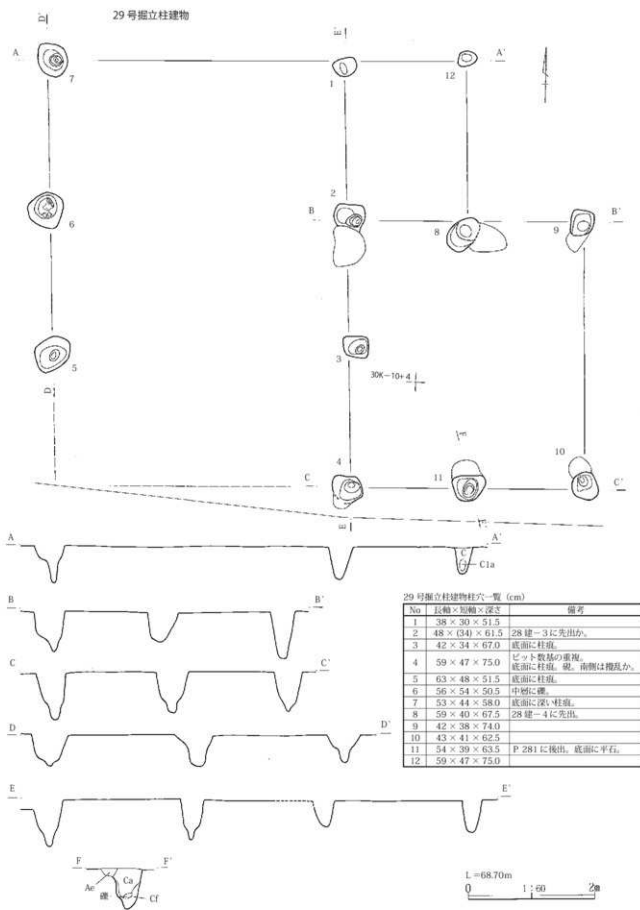 29号掘立柱建物
D'
E'
A
A'
7
1
12
2
B
B'
6
8
9
5
3
30K−10+4
D
4
10
C
11
C'
F
E
F'
A
A'
C
C1a
B
B'
C
C'
D
D'
E
E'
F
F'
Ae
Ca
礫
Cf
29号掘立柱建物柱穴一覧 (cm)
No 長軸×短軸×深さ 備考
1 38×30×51.5
2 48×(34)×61.5 28建−3に先出か。
3 42×34×67.0 底面に柱痕。
4 59×47×75.0 ピット数基の重複。
底面に柱痕、礎。南側は攪乱か。
5 63×48×51.5 底面に柱痕。
6 56×54×50.5 中層に礫。
7 53×44×58.0 底面に深い柱痕。
8 59×40×67.5 28建−4に先出。
9 42×38×74.0
10 43×41×62.5
11 54×39×63.5 P 281に後出。底面に平石。
12 59×47×75.0
L=68.70m
0 1:60 2m